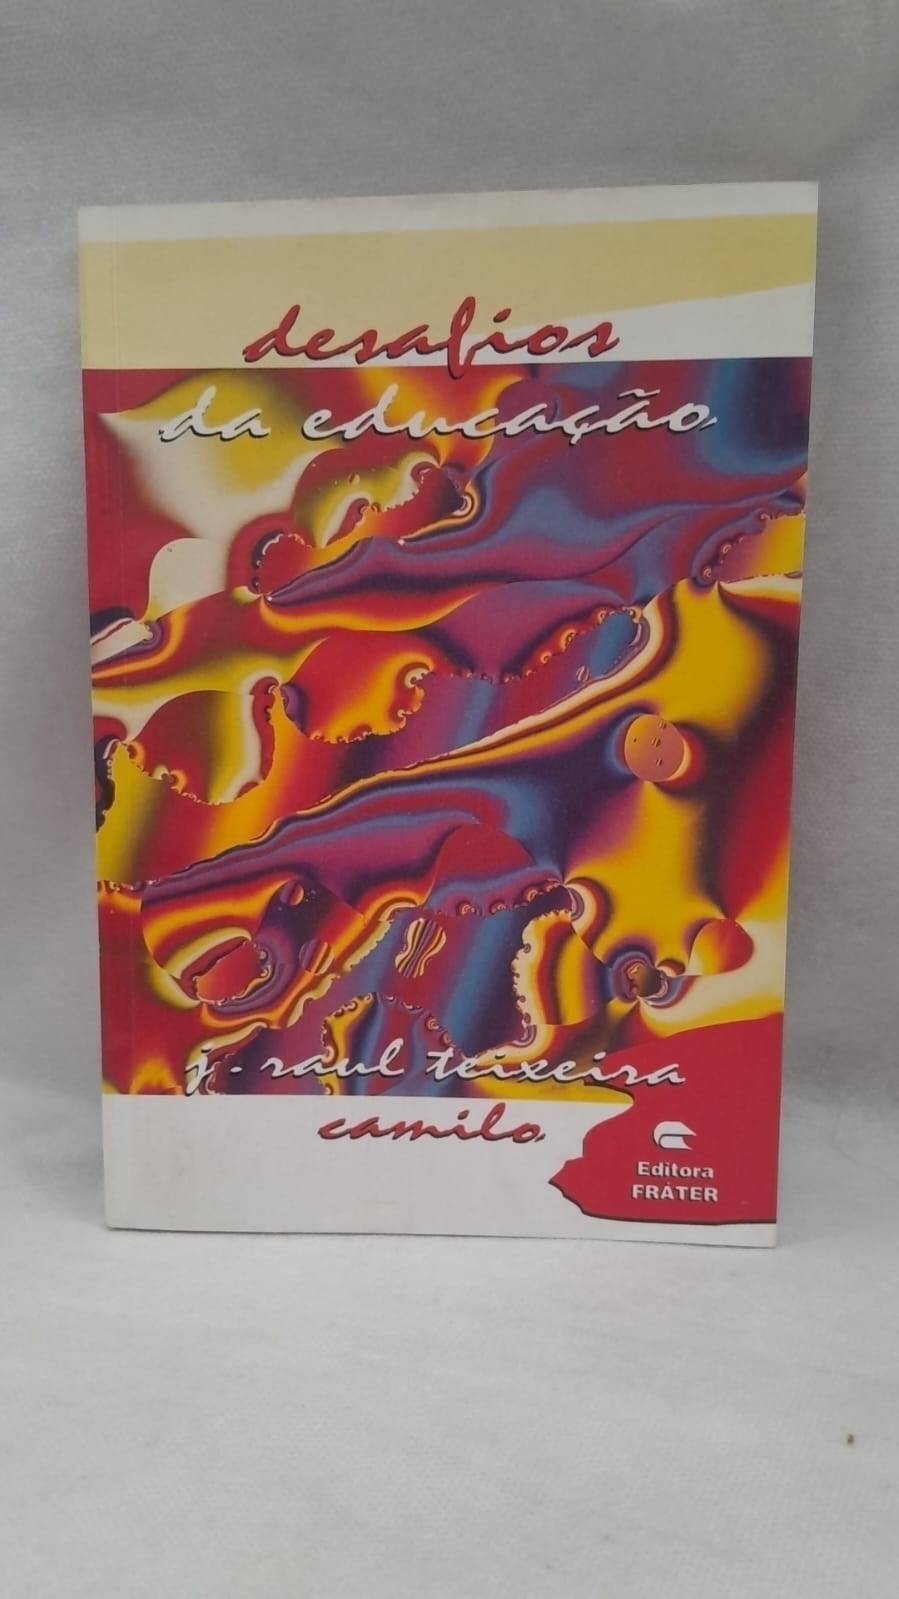 desafios
da educação
j. raul teixeira
camilo
Editora
FRÁTER